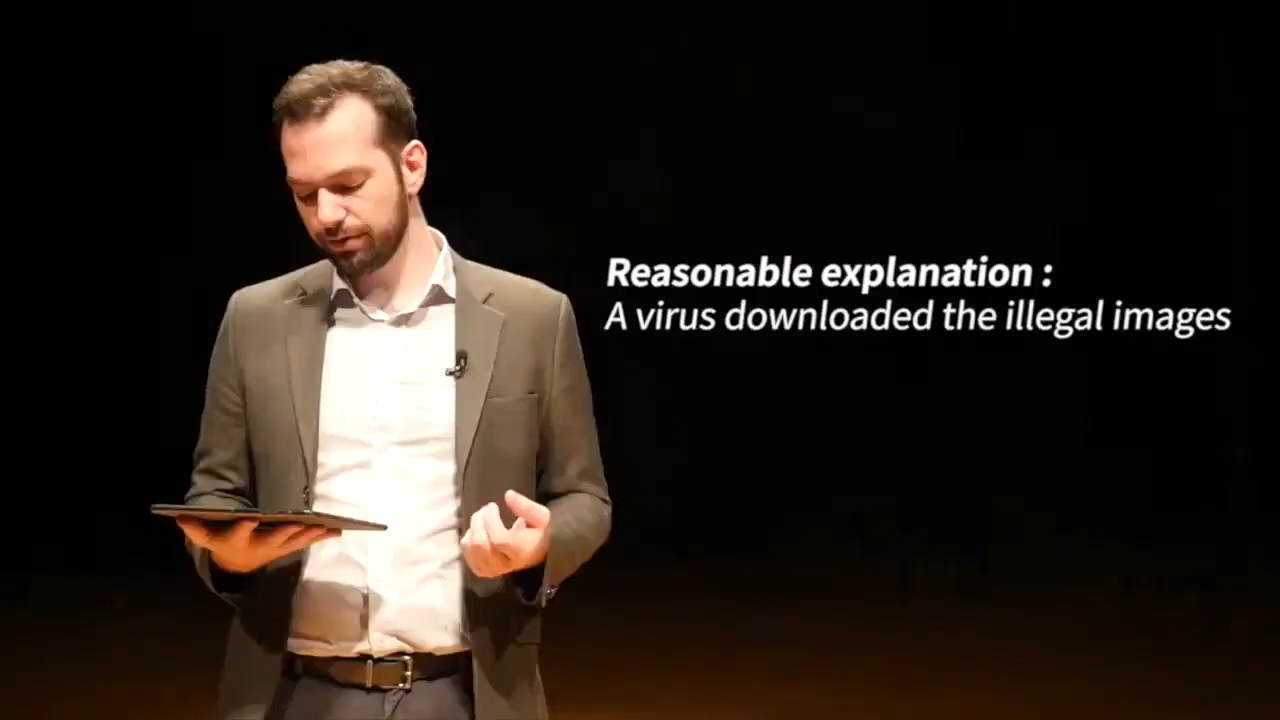 Reasonable explanation :
A virus downloaded the illegal images